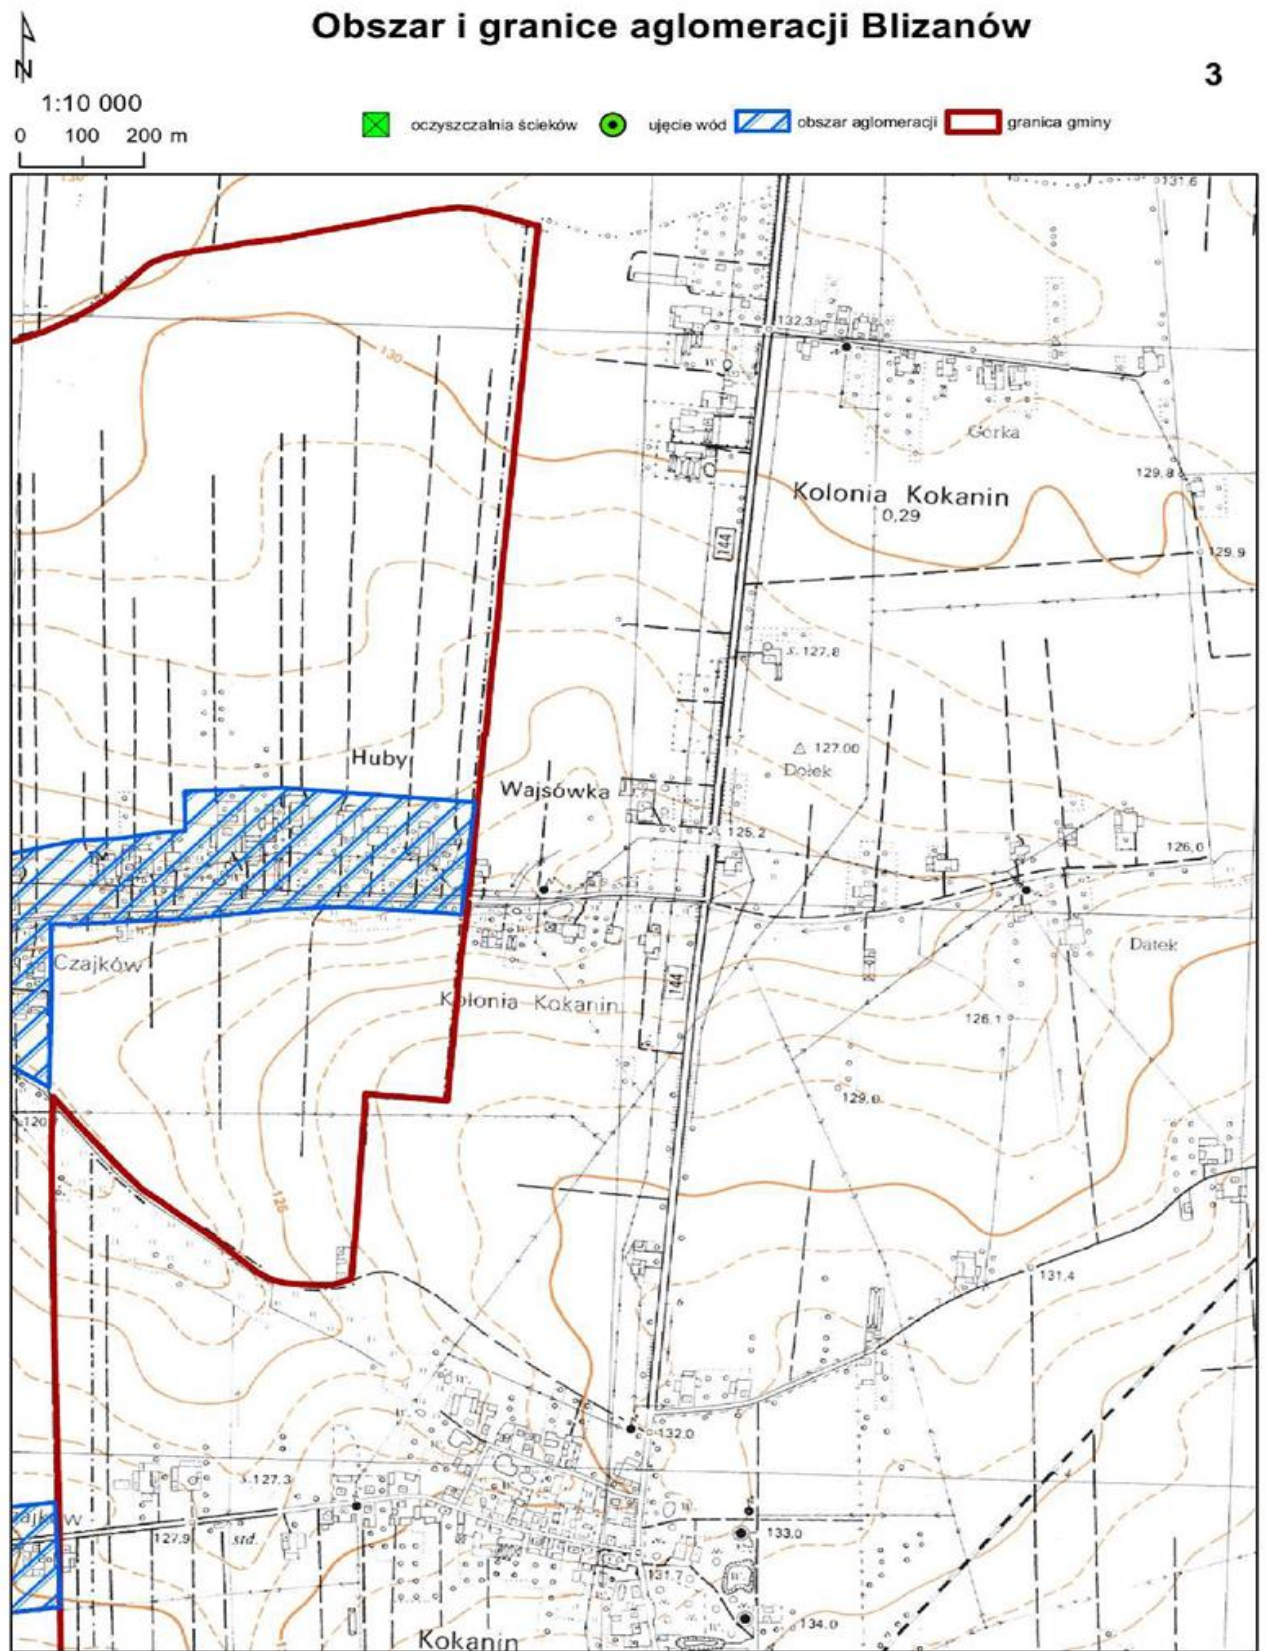 Obszar i granice aglomeracji Blizanów
N
3
1:10 000
0 100 200 m
oczyszczalnia ścieków
ujęcie wód
obszar aglomeracji
granica gminy
130
131.6
132.3
130
Górka
129.8
Kolonia Kokanin
0,29
144
129.9
s. 127.8
Huby
127.00
Dołek
Wajsówka
125.2
126.0
Czajków
Datek
Kolonia Kokanin
144
126.1
129.0
120
126
131.4
132.0
s. 127.3
127.9
std.
133.0
131.7
134.0
Kokanin